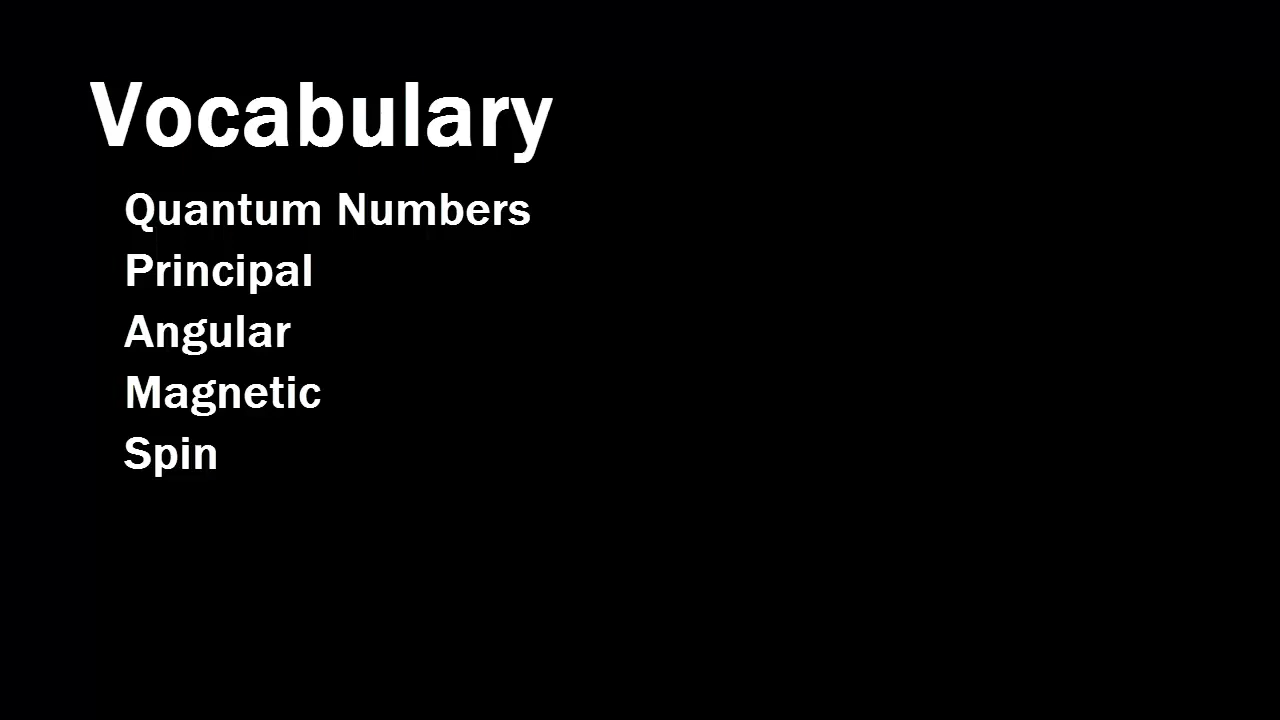 Vocabulary
Quantum Numbers
Principal
Angular
Magnetic
Spin